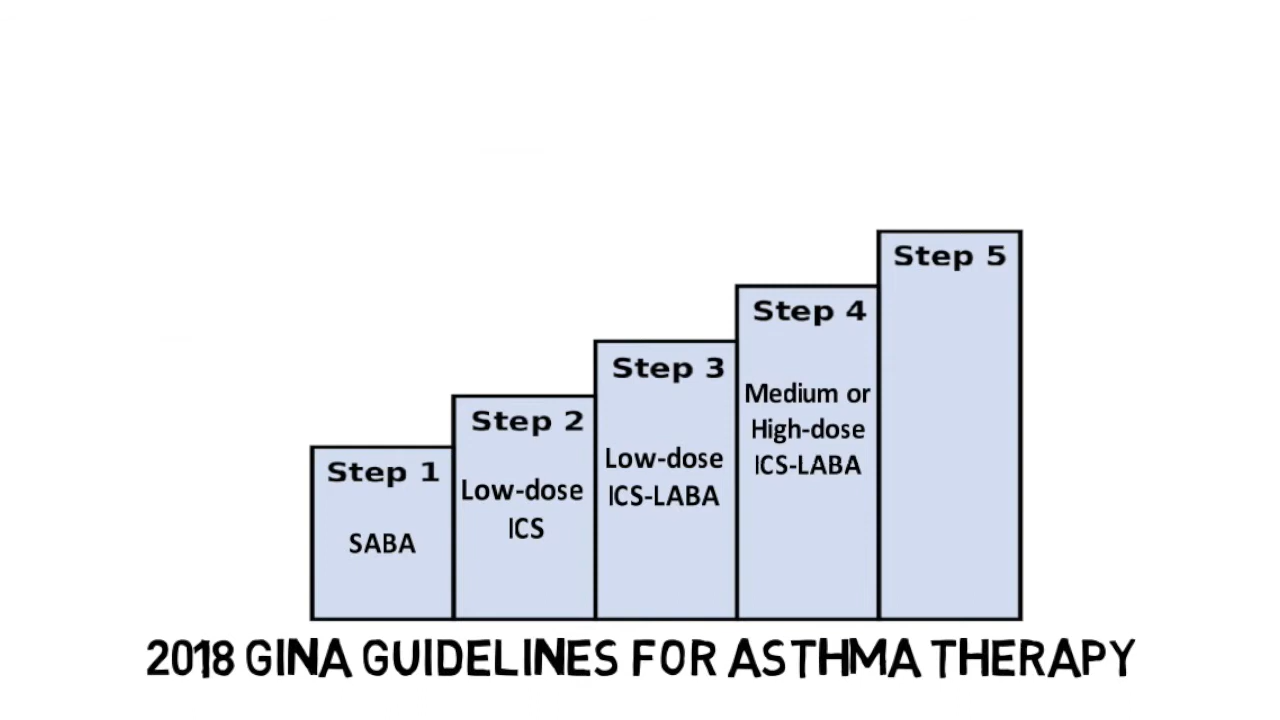 Step 1
SABA
Step 2
Low-dose
ICS
Step 3
Low-dose
ICS-LABA
Step 4
Medium or
High-dose
ICS-LABA
Step 5
2018 GINA GUIDELINES FOR ASTHMA THERAPY